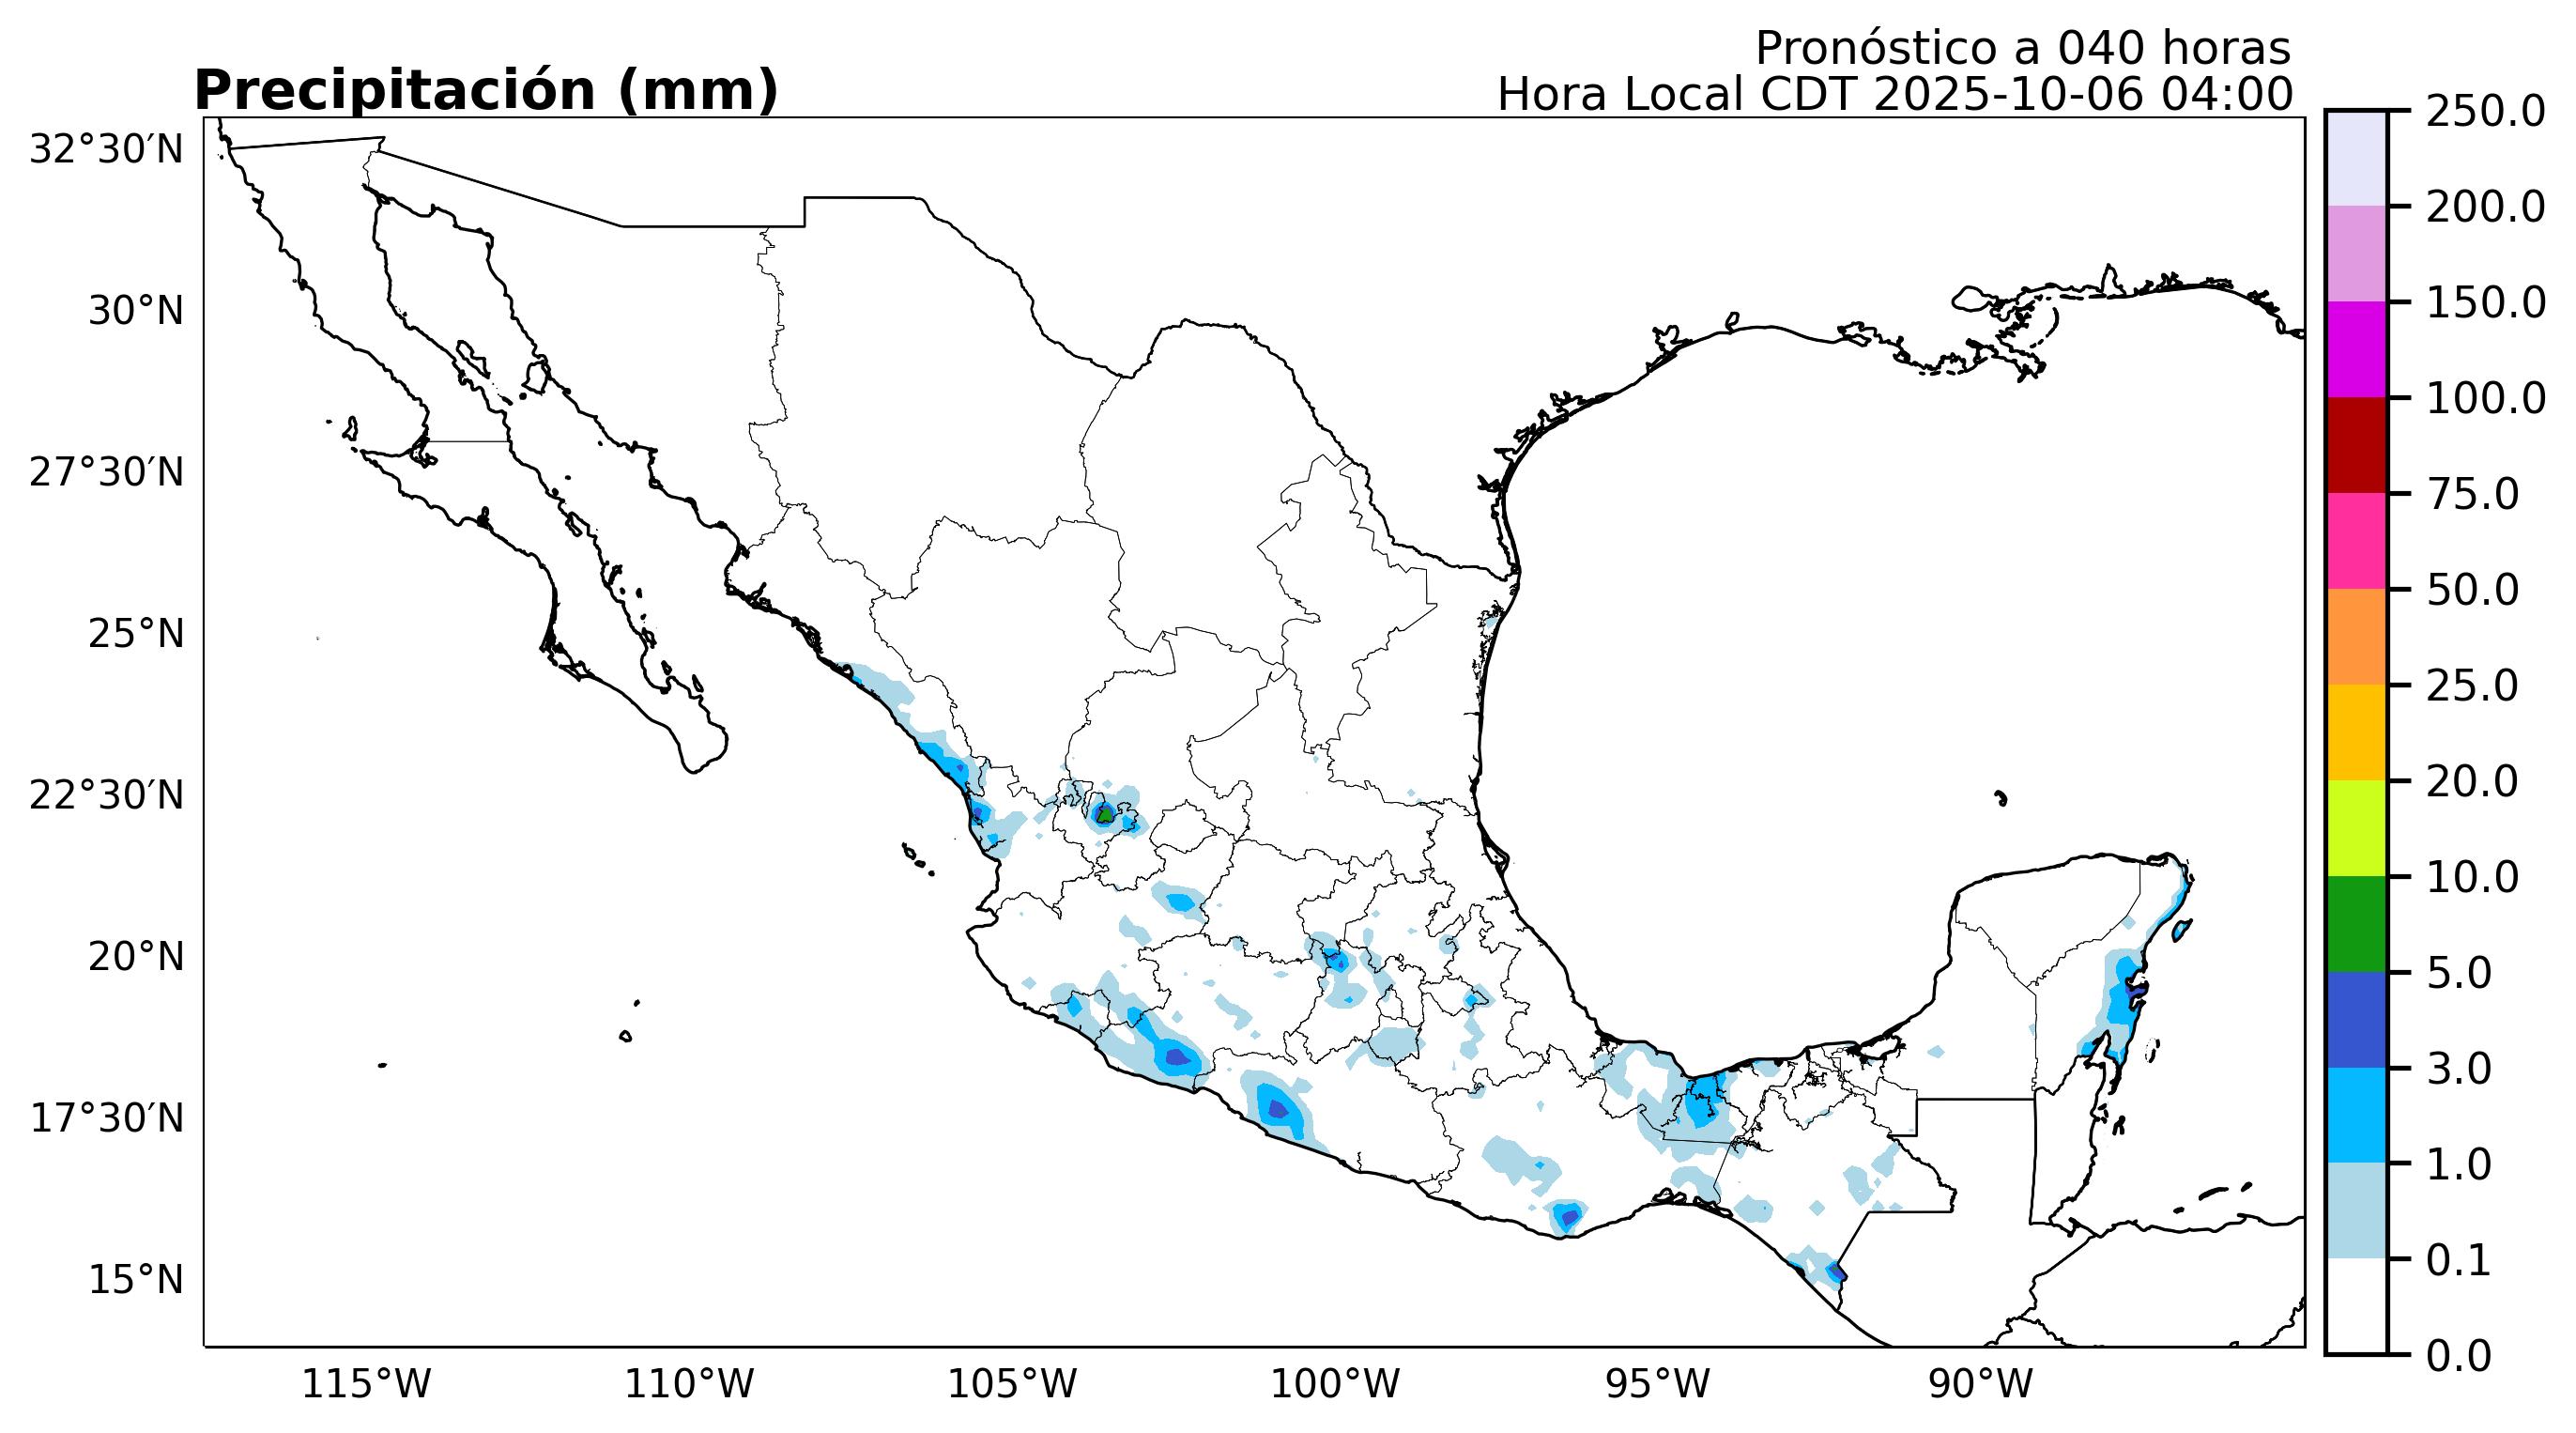 Pronóstico a 040 horas
Precipitación (mm)
Hora Local CDT 2025-10-06 04:00
32°30′N
30°N
27°30′N
25°N
22°30′N
20°N
17°30′N
15°N
115°W
110°W
105°W
100°W
95°W
90°W
250.0
200.0
150.0
100.0
75.0
50.0
25.0
20.0
10.0
5.0
3.0
1.0
0.1
0.0